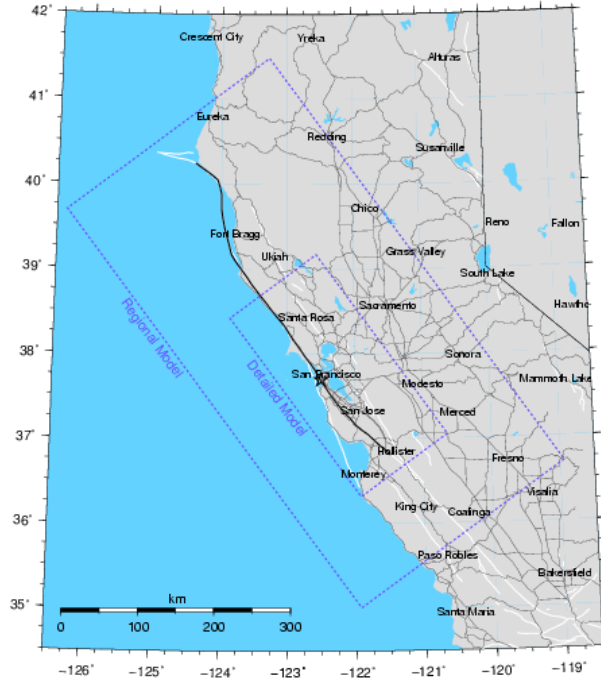 42°
Crescent City
Yreka
Alturas
41°
Eureka
Redding
Susanville
40°
Chico
Reno
Fallon
Fort Bragg
Ukiah
Grass Valley
39°
South Lake
Santa Rosa
Sacramento
Hawtho
Regional Model
Detailed Model
38°
Sonora
San Francisco
Modesto
Mammoth Lake
San Jose
Merced
37°
Hollister
Fresno
Monterey
Visalia
King City
Coalinga
36°
Paso Robles
Bakersfield
35°
Santa Maria
km
0 100 200 300
-126° -125° -124° -123° -122° -121° -120° -119°